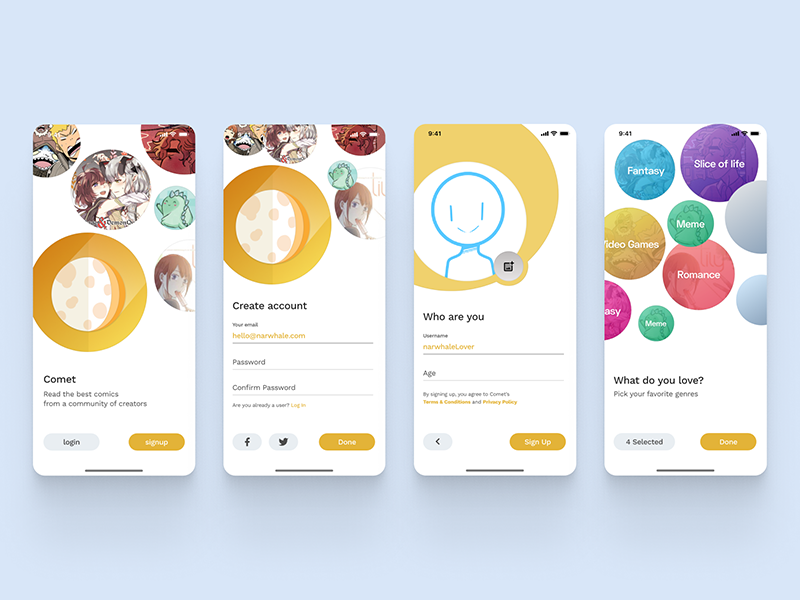 DemonC
Comet
Read the best comics
from a community of creators
login
signup
Create account
Your email
hello@narwhale.com
Password
Confirm Password
Are you already a user? Log In
Done
9:41
Who are you
Username
narwhaleLover
Age
By signing up, you agree to Comet's
Terms & Conditions and Privacy Policy
Sign Up
9:41
Fantasy
Slice of life
Meme
Video Games
Romance
asy
Meme
What do you love?
Pick your favorite genres
4 Selected
Done